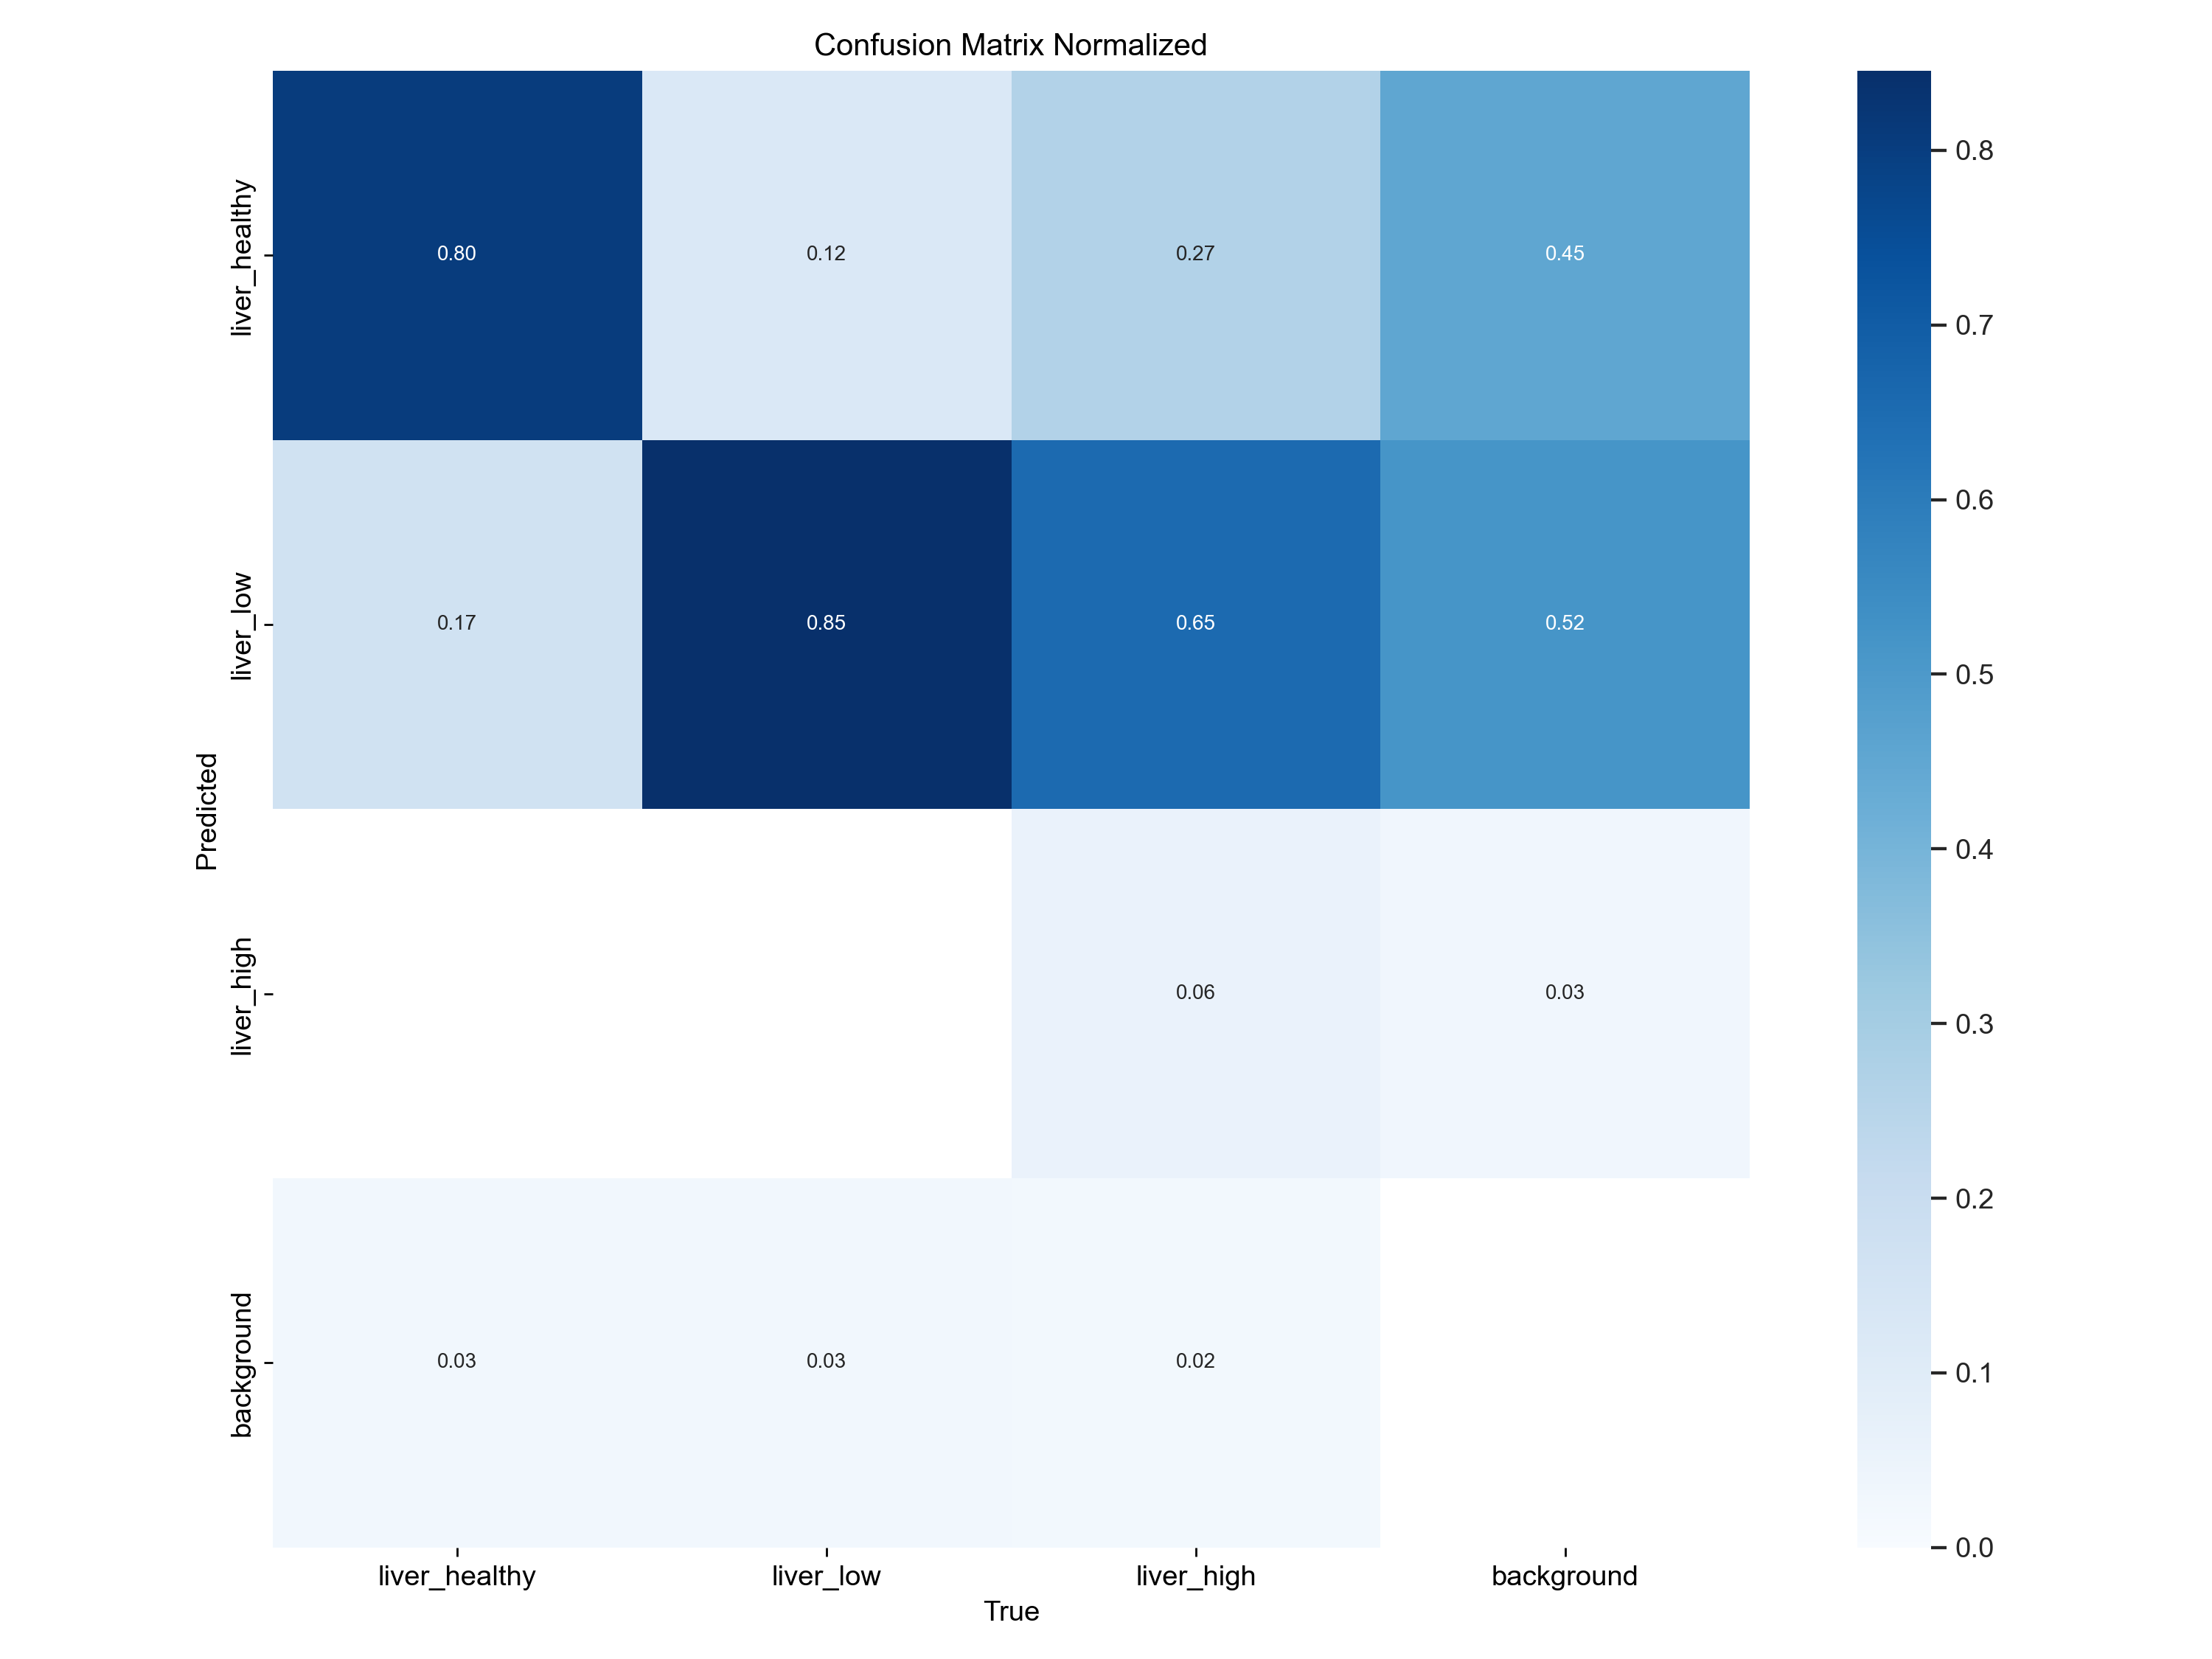 Confusion Matrix Normalized
liver_healthy
0.80
0.12
0.27
0.45
liver_low
0.17
0.85
0.65
0.52
Predicted
liver_high
0.06
0.03
background
0.03
0.03
0.02
liver_healthy
liver_low
liver_high
background
True
0.8
0.7
0.6
0.5
0.4
0.3
0.2
0.1
0.0